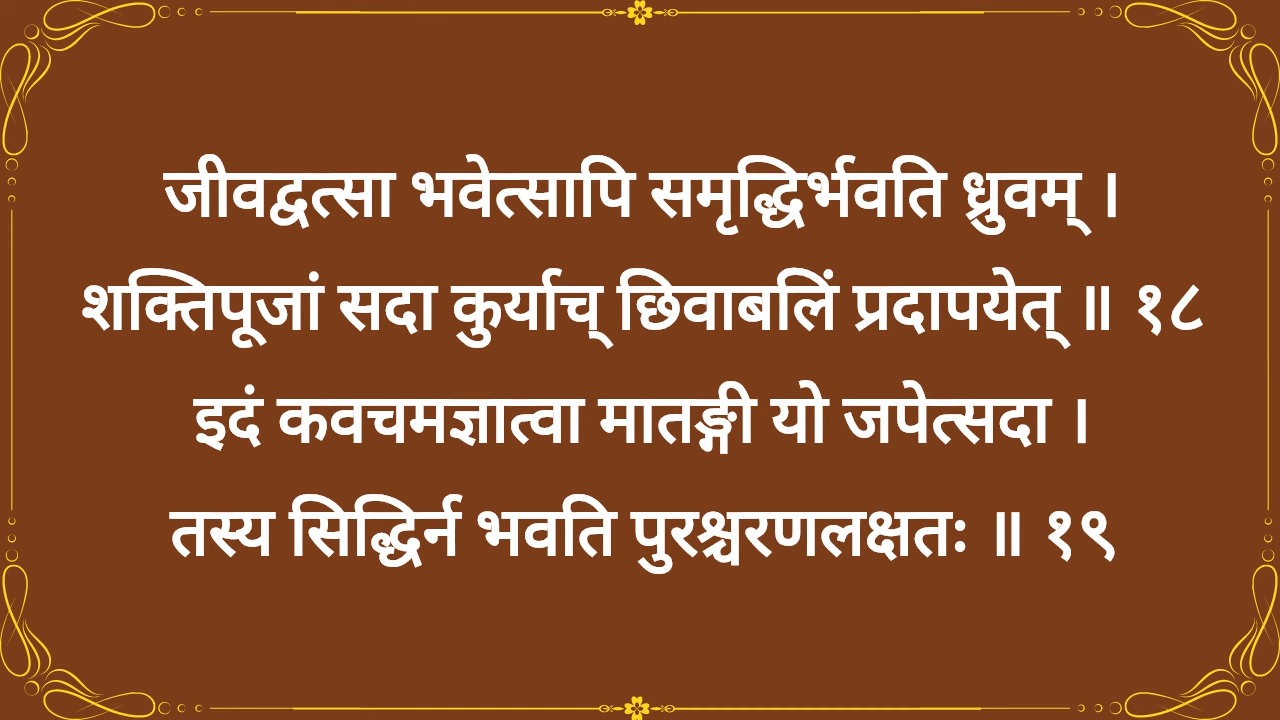 जीवद्वत्सा भवेत्सापि समृद्धिर्भवति ध्रुवम् ।
शक्तिपूजां सदा कुर्याच् छिवाबलिं प्रदापयेत् ॥ १८
इदं कवचमज्ञात्वा मातङ्गी यो जपेत्सदा ।
तस्य सिद्धिर्न भवति पुरश्चरणलक्षतः ॥ १९